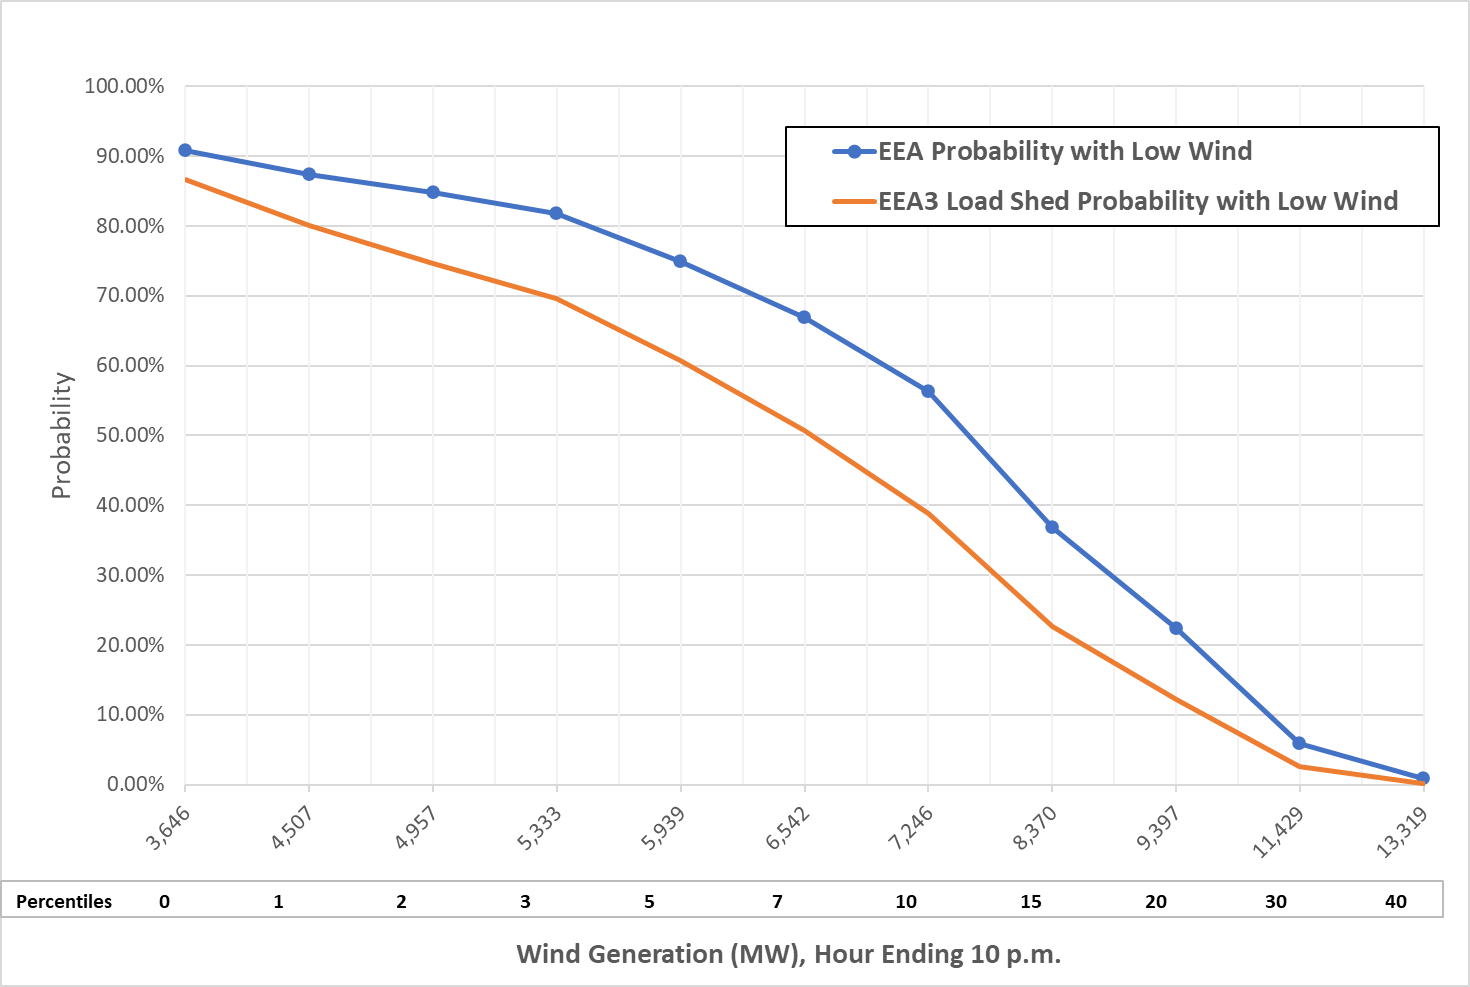 100.00%
90.00%
80.00%
70.00%
60.00%
50.00%
40.00%
30.00%
20.00%
10.00%
0.00%
Probability
EEA Probability with Low Wind
EEA3 Load Shed Probability with Low Wind
3,646 4,507 4,957 5,333 5,939 6,542 7,246 8,370 9,397 11,429 13,319
Percentiles 0 1 2 3 5 7 10 15 20 30 40
Wind Generation (MW), Hour Ending 10 p.m.